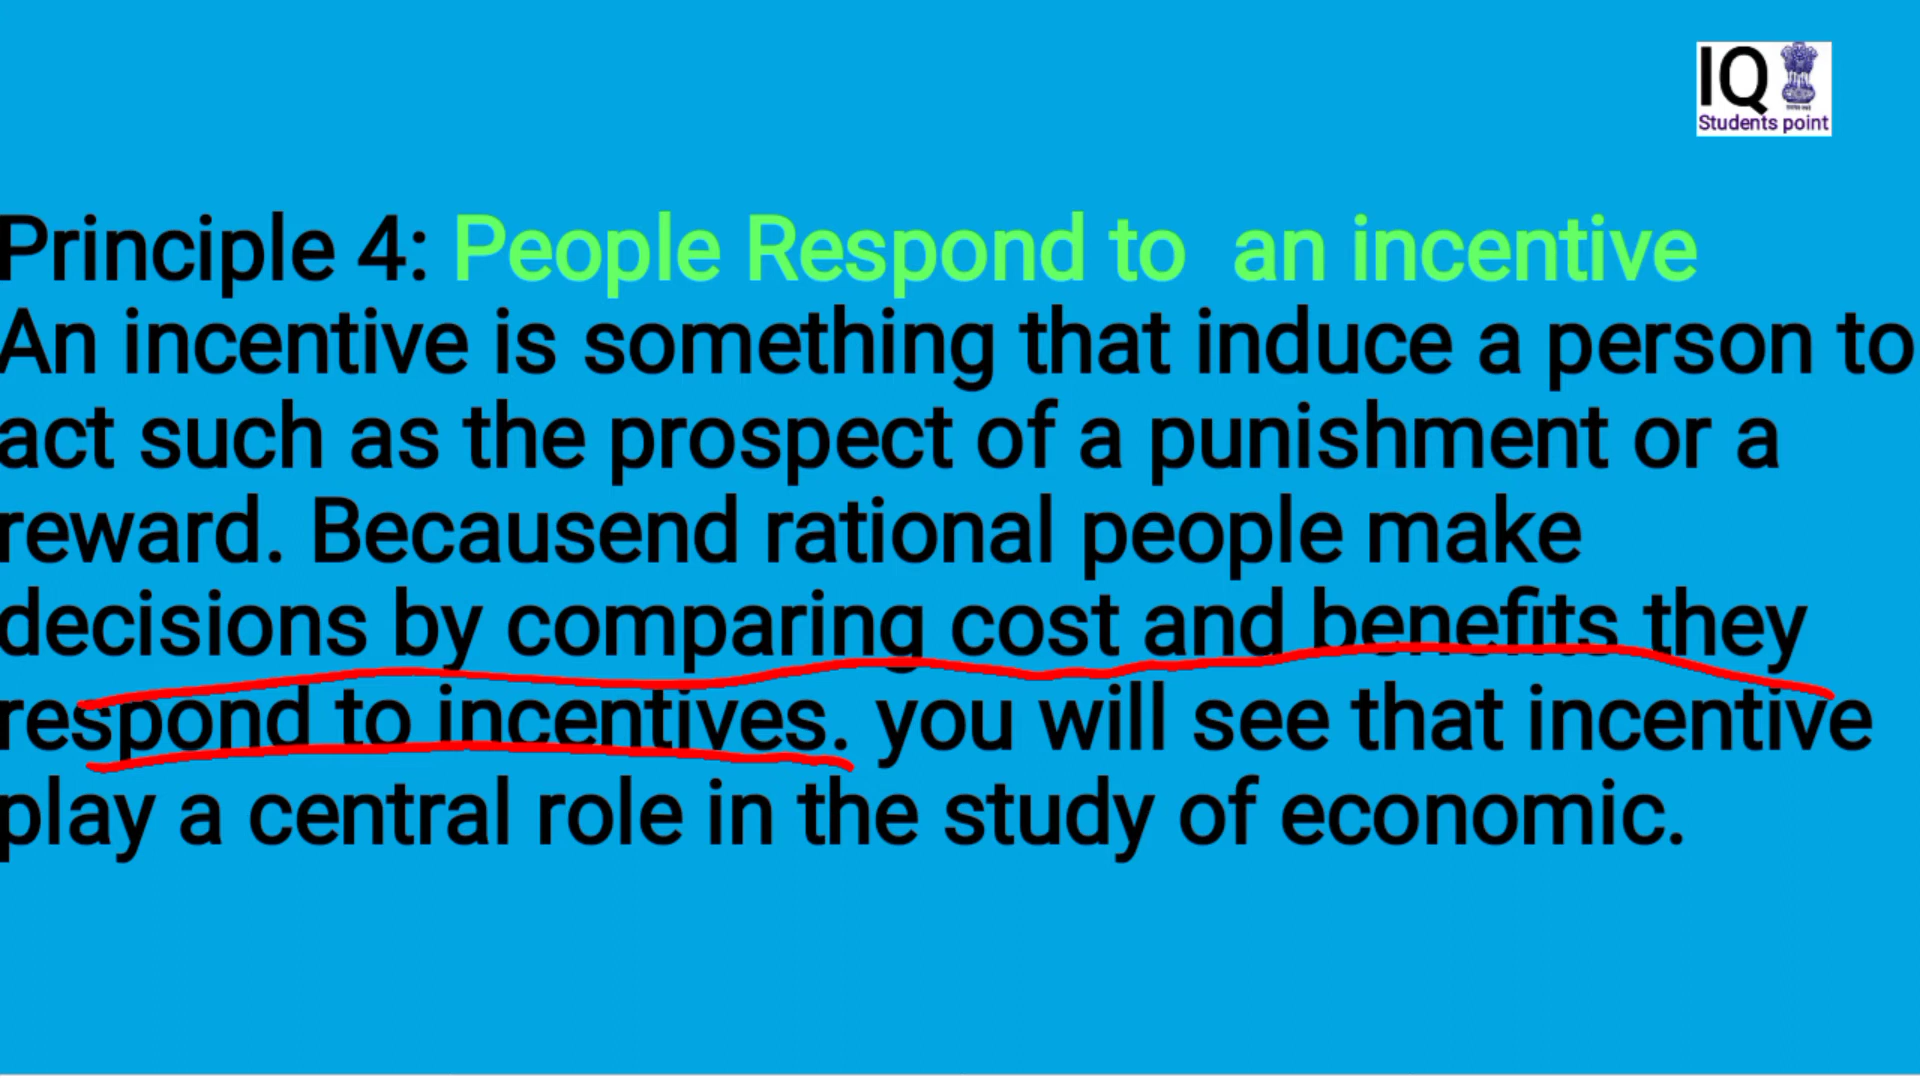 IQ
Students point
Principle 4: People Respond to an incentive
An incentive is something that induce a person to
act such as the prospect of a punishment or a
reward. Becausend rational people make
decisions by comparing cost and benefits they
respond to incentives. you will see that incentive
play a central role in the study of economic.